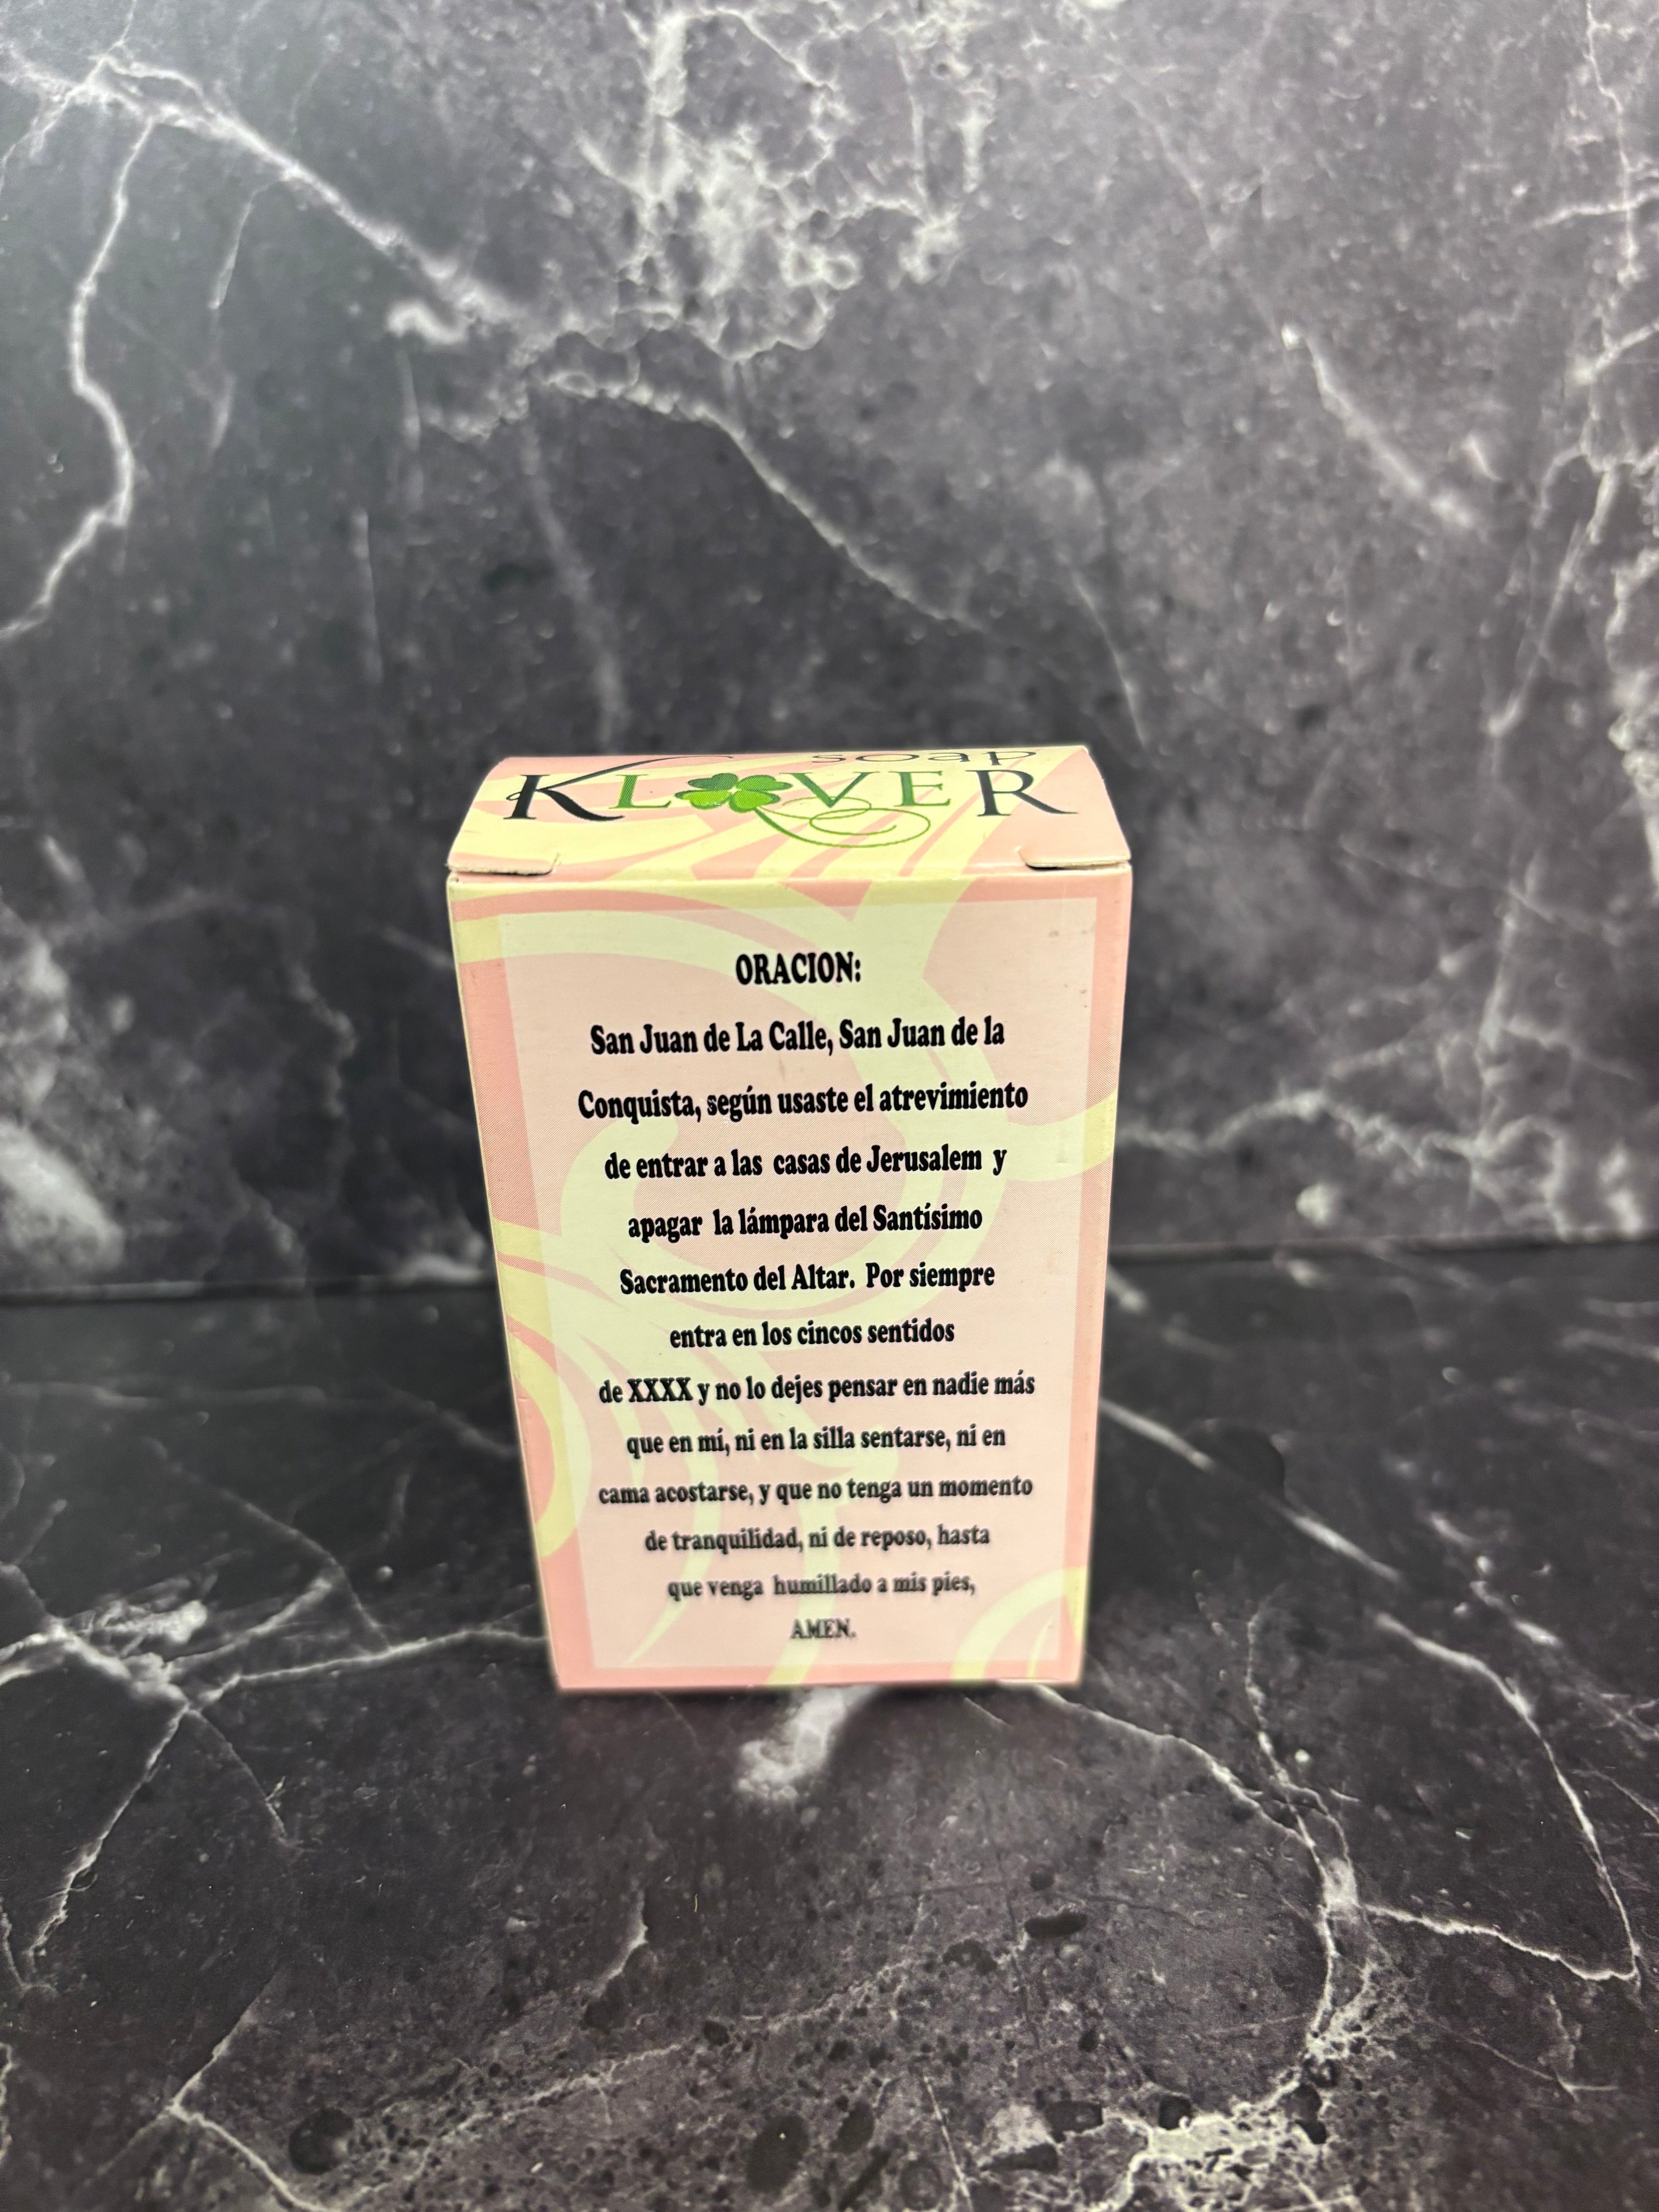 soap
KLOVER
ORACION:
San Juan de La Calle, San Juan de la
Conquista, según usaste el atrevimiento
de entrar a las casas de Jerusalem y
apagar la lámpara del Santísimo
Sacramento del Altar. Por siempre
entra en los cincos sentidos
de XXXX y no lo dejes pensar en nadie más
que en mí, ni en la silla sentarse, ni en
cama acostarse, y que no tenga un momento
de tranquilidad, ni de reposo, hasta
que venga humillado a mis pies,
AMEN.